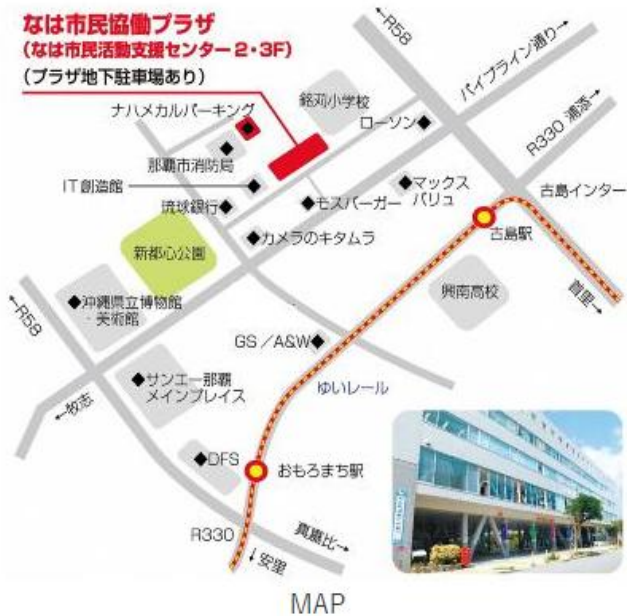 なは市民協働プラザ
(なは市民活動支援センター2・3F)
(プラザ地下駐車場あり)
←R58
パイプライン通り→
銘苅小学校
ナハメカルパーキング
ローソン◆
R330 浦添→
那覇市消防局
IT創造館
◆マックス
バリュ
古島インター
琉球銀行◆
◆モスバーガー
古島駅
◆カメラのキタムラ
新都心公園
興南高校
首里→
←R58
◆沖縄県立博物館
・美術館
GS/A&W◆
◆サンエー那覇
メインプレイス
ゆいレール
←牧志
◆DFS
おもろまち駅
R330
真嘉比→
↓安里
MAP